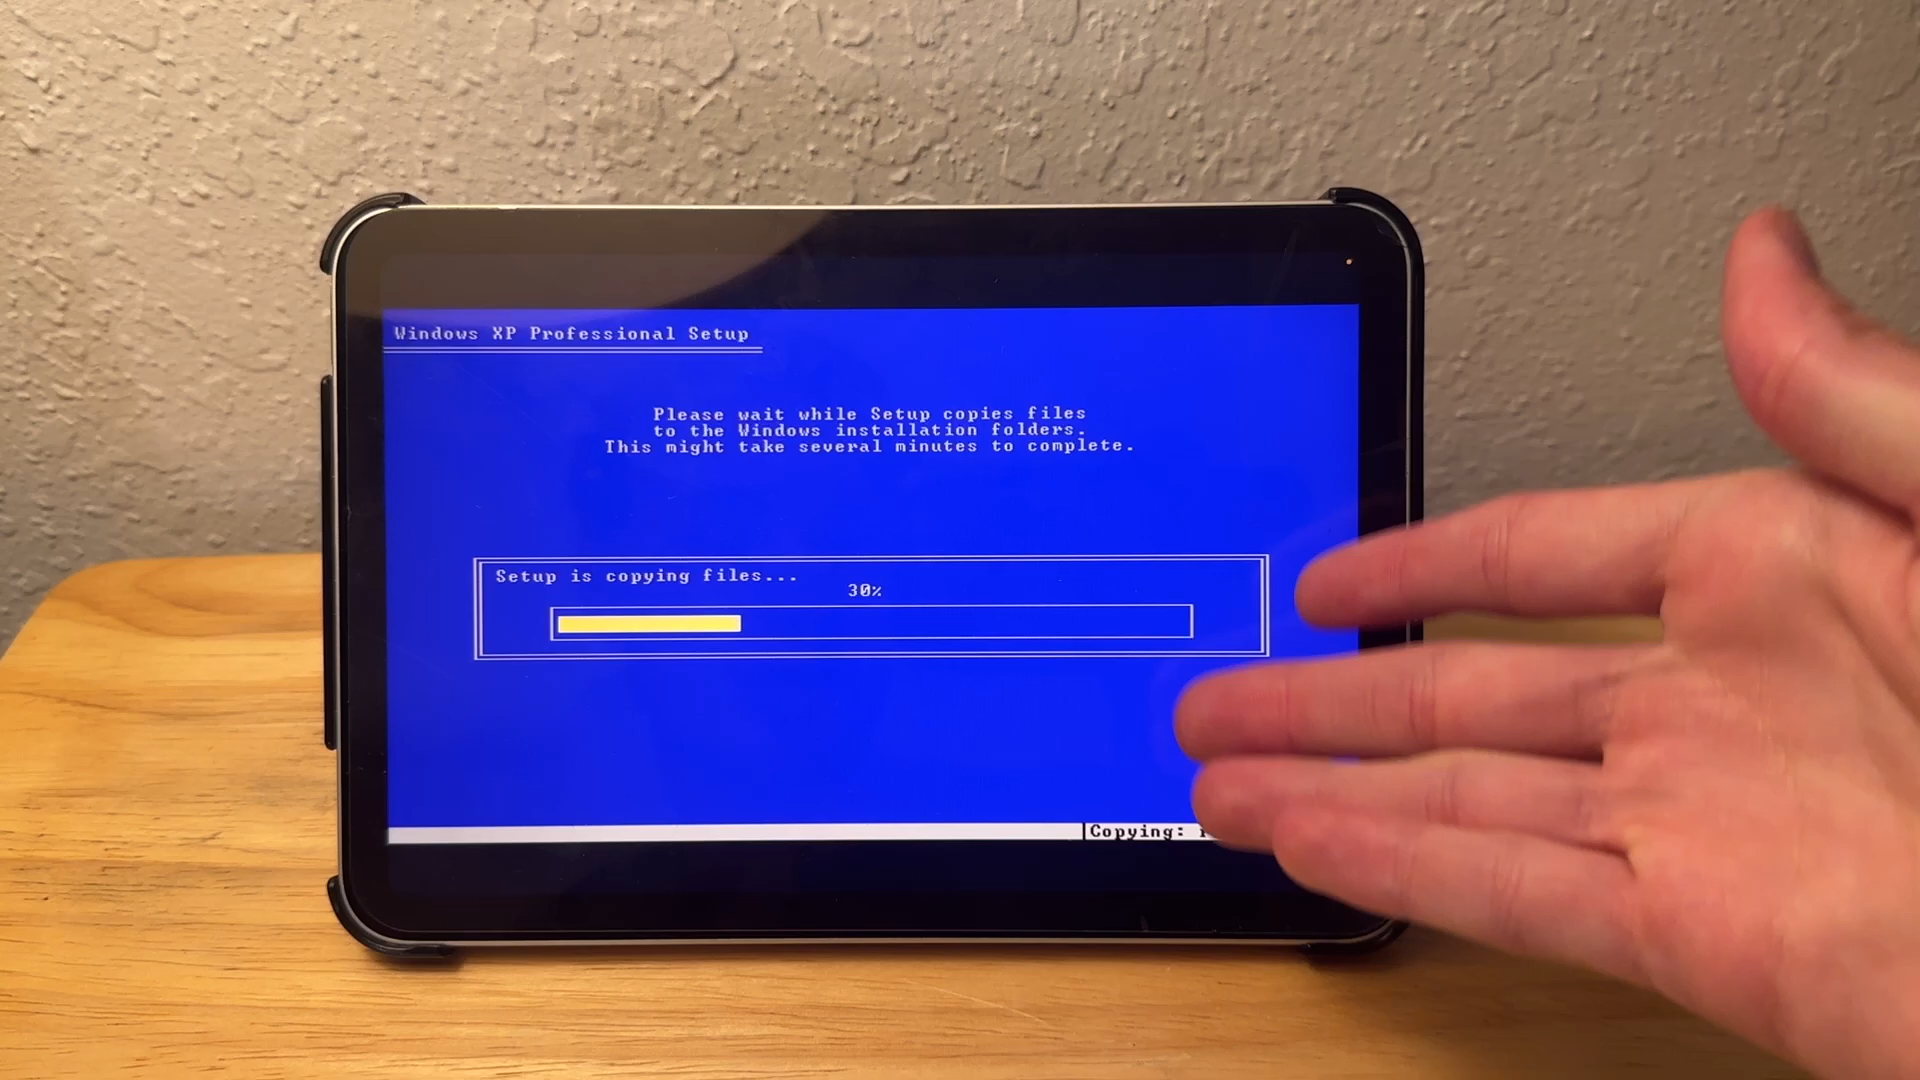 Windows XP Professional Setup
Please wait while Setup copies files
to the Windows installation folders.
This might take several minutes to complete.
Setup is copying files...
30%
Copying: